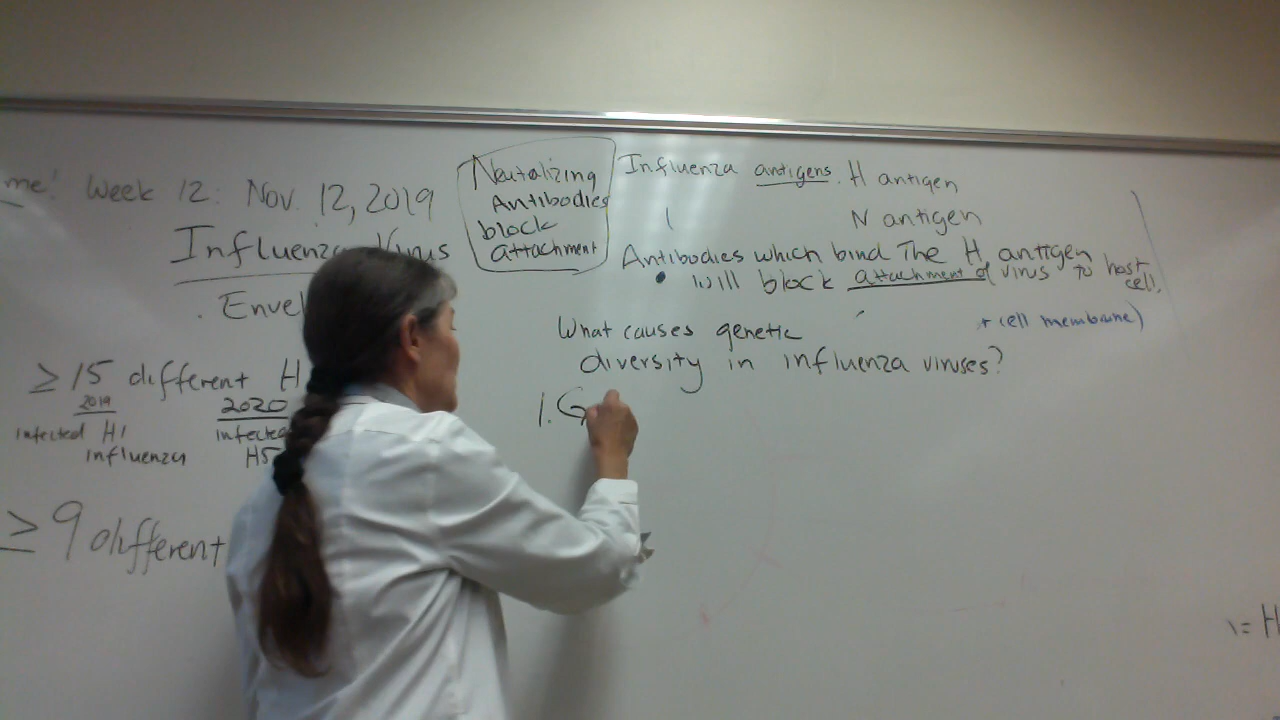 me! Week 12: Nov. 12, 2019
Influenza Virus
. Envel
≥ 15 different H
2019
infected H1
influenza
2020
infected
H5
≥ 9 different
Neutalizing
Antibodies
block
attachment
Influenza antigens. H antigen
N antigen
Antibodies which bind The H antigen
• will block attachment of virus to host
cell.
+ cell membrane)
What causes genetic
diversity in influenza viruses?
1. G
= H